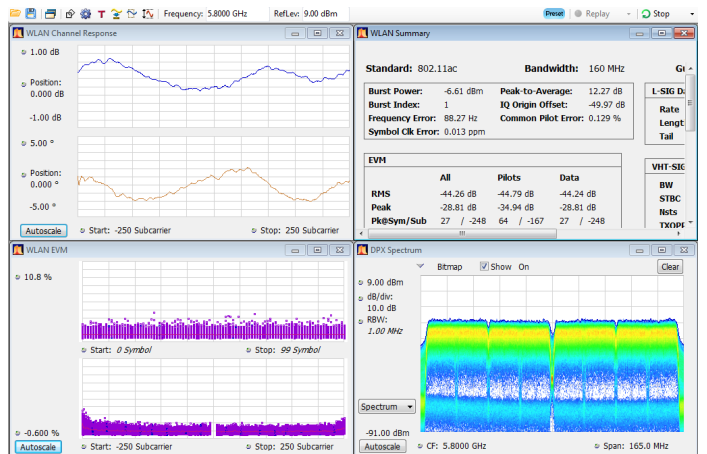 T
Frequency: 5.8000 GHz
RefLev: 9.00 dBm
Preset
Replay
Stop
WLAN Channel Response
1.00 dB
Position:
0.000 dB
-1.00 dB
5.00 °
Position:
0.000 °
-5.00 °
Autoscale
Start: -250 Subcarrier
Stop: 250 Subcarrier
WLAN Summary
Standard: 802.11ac
Bandwidth: 160 MHz
Gu
Burst Power: -6.61 dBm Peak-to-Average: 12.27 dB
Burst Index: 1 IQ Origin Offset: -49.97 dB
Frequency Error: 88.27 Hz Common Pilot Error: 0.129 %
Symbol Clk Error: 0.013 ppm
L-SIG Da
Rate
Lengt
Tail
EVM
All Pilots Data
RMS -44.26 dB -44.79 dB -44.24 dB
Peak -28.81 dB -34.94 dB -28.81 dB
Pk@Sym/Sub 27 / -248 64 / -167 27 / -248
VHT-SIG
BW
STBC
Nsts
TXOPP
WLAN EVM
10.8 %
Start: 0 Symbol
Stop: 99 Symbol
-0.600 %
Autoscale
Start: -250 Subcarrier
Stop: 250 Subcarrier
DPX Spectrum
Bitmap
Show On
Clear
9.00 dBm
dB/div:
10.0 dB
RBW:
1.00 MHz
Spectrum
-91.00 dBm
Autoscale
CF: 5.8000 GHz
Span: 165.0 MHz